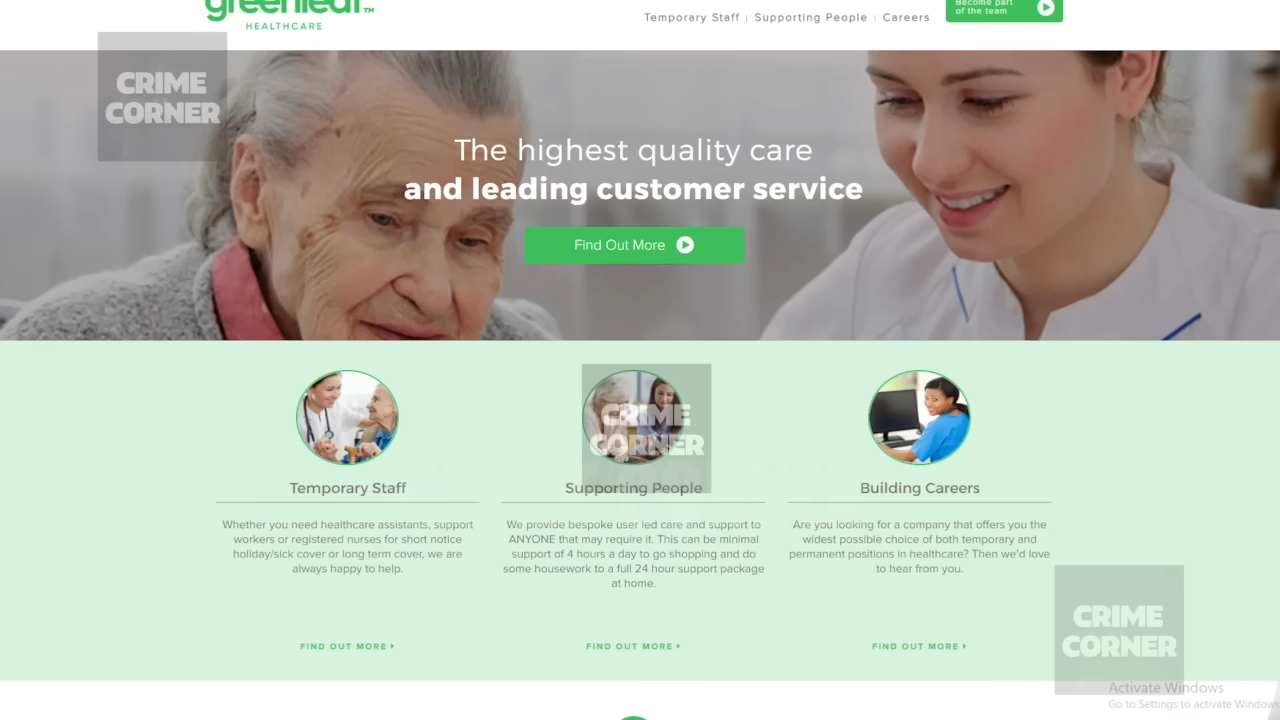 greenleaf™
HEALTHCARE
Temporary Staff | Supporting People | Careers
Become part
of the team
CRIME
CORNER
The highest quality care
and leading customer service
Find Out More
CRIME
CORNER
Temporary Staff
Supporting People
Building Careers
Whether you need healthcare assistants, support
workers or registered nurses for short notice
holiday/sick cover or long term cover, we are
always happy to help.
We provide bespoke user led care and support to
ANYONE that may require it. This can be minimal
support of 4 hours a day to go shopping and do
some housework to a full 24 hour support package
at home.
Are you looking for a company that offers you the
widest possible choice of both temporary and
permanent positions in healthcare? Then we'd love
to hear from you.
FIND OUT MORE
FIND OUT MORE
FIND OUT MORE
CRIME
CORNER
Activate Windows
Go to Settings to activate Windows